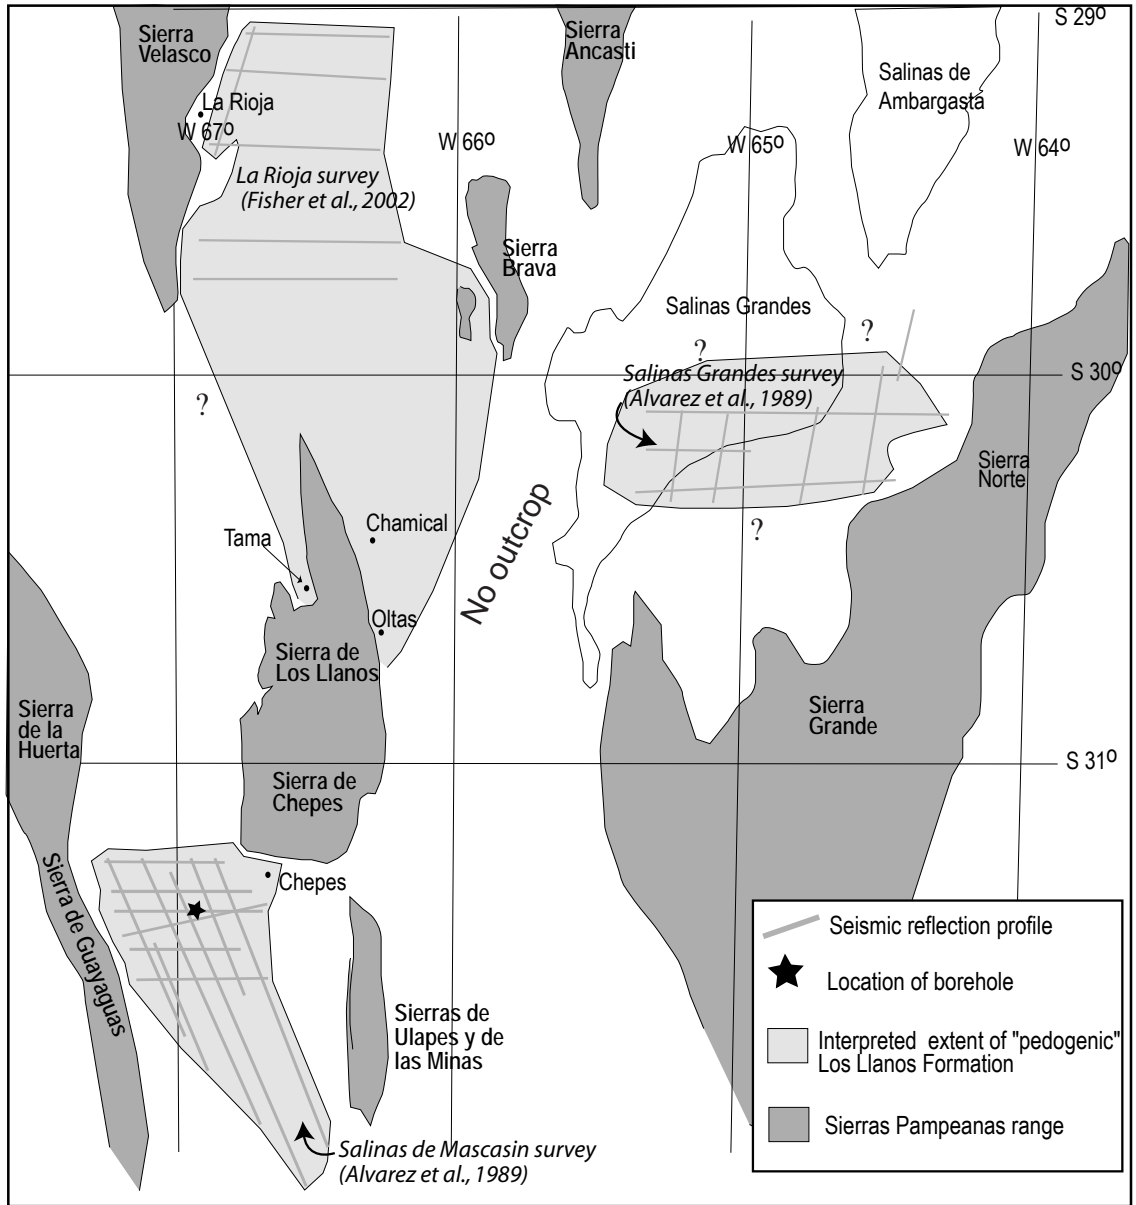 S 29º
Sierra
Velasco
Sierra
Ancasti
Salinas de
Ambargasta
La Rioja
W 67º
W 66º
W 65º
W 64º
La Rioja survey
(Fisher et al., 2002)
Sierra
Brava
Salinas Grandes
?
?
S 30º
Salinas Grandes survey
(Alvarez et al., 1989)
?
Sierra
Norte
No outcrop
Chamical
?
Tama
Oltas
Sierra de
Los Llanos
Sierra
de la
Huerta
Sierra
Grande
S 31º
Sierra de
Chepes
Chepes
Sierra de Guayaguas
Sierras de
Ulapes y de
las Minas
Salinas de Mascasin survey
(Alvarez et al., 1989)
Seismic reflection profile
Location of borehole
Interpreted extent of "pedogenic"
Los Llanos Formation
Sierras Pampeanas range